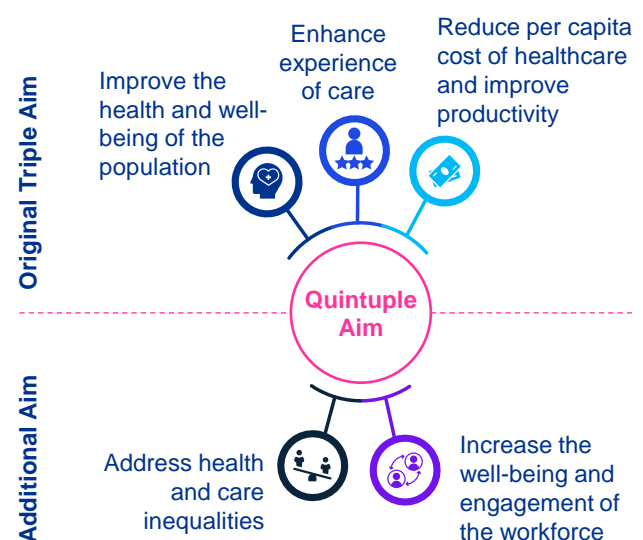 Original Triple Aim
Improve the
health and well-
being of the
population
Enhance
experience
of care
Reduce per capita
cost of healthcare
and improve
productivity
Quintuple
Aim
Additional Aim
Address health
and care
inequalities
Increase the
well-being and
engagement of
the workforce